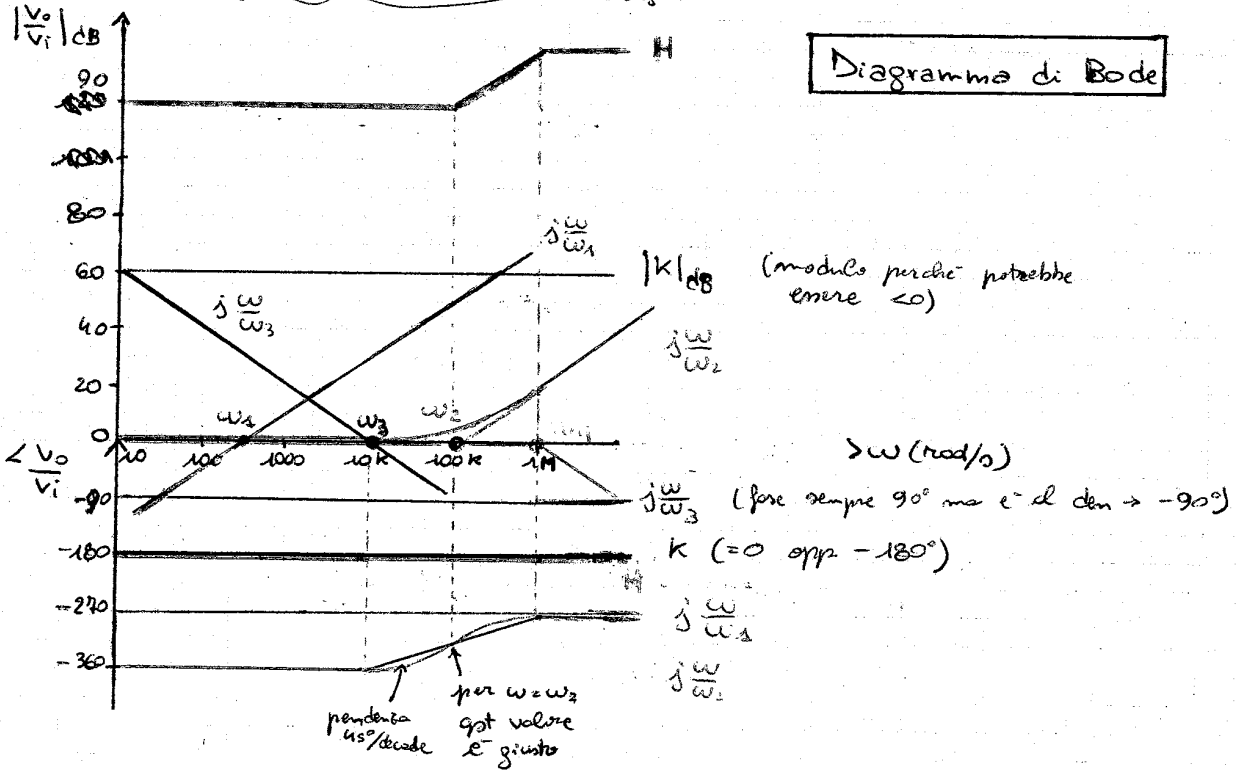 |Vo/Vi| dB
Diagramma di Bode
H
90
80
60
40
20
0
j ω/ω1
|K|dB (modulo perché potrebbe
essere <0)
j ω/ω3
j ω/ω2
ω1
ω3
ω2
10
100
1000
10k
100k
1M
>ω (rad/s)
∠ Vo/Vi
-90
j ω/ω3 (fase sempre 90° ma è al den → -90°)
-180
K (=0 opp -180°)
H
-270
j ω/ω1
-360
j ω/ω2
pendenza
45°/decade
per ω=ω2
qst valore
è giusto